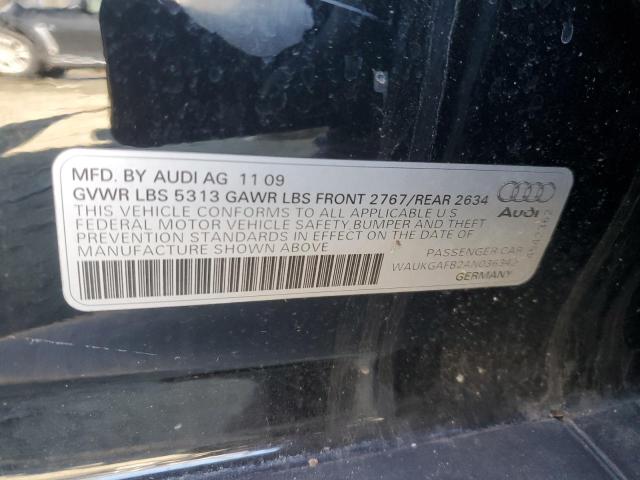 MFD. BY AUDI AG 11 09
GVWR LBS 5313 GAWR LBS FRONT 2767/REAR 2634
THIS VEHICLE CONFORMS TO ALL APPLICABLE U S
FEDERAL MOTOR VEHICLE SAFETY BUMPER AND THEFT
PREVENTION STANDARDS IN EFFECT ON THE DATE OF
MANUFACTURE SHOWN ABOVE
Audi
PASSENGER CAR
WAUKGAFB2AN036342
GERMANY